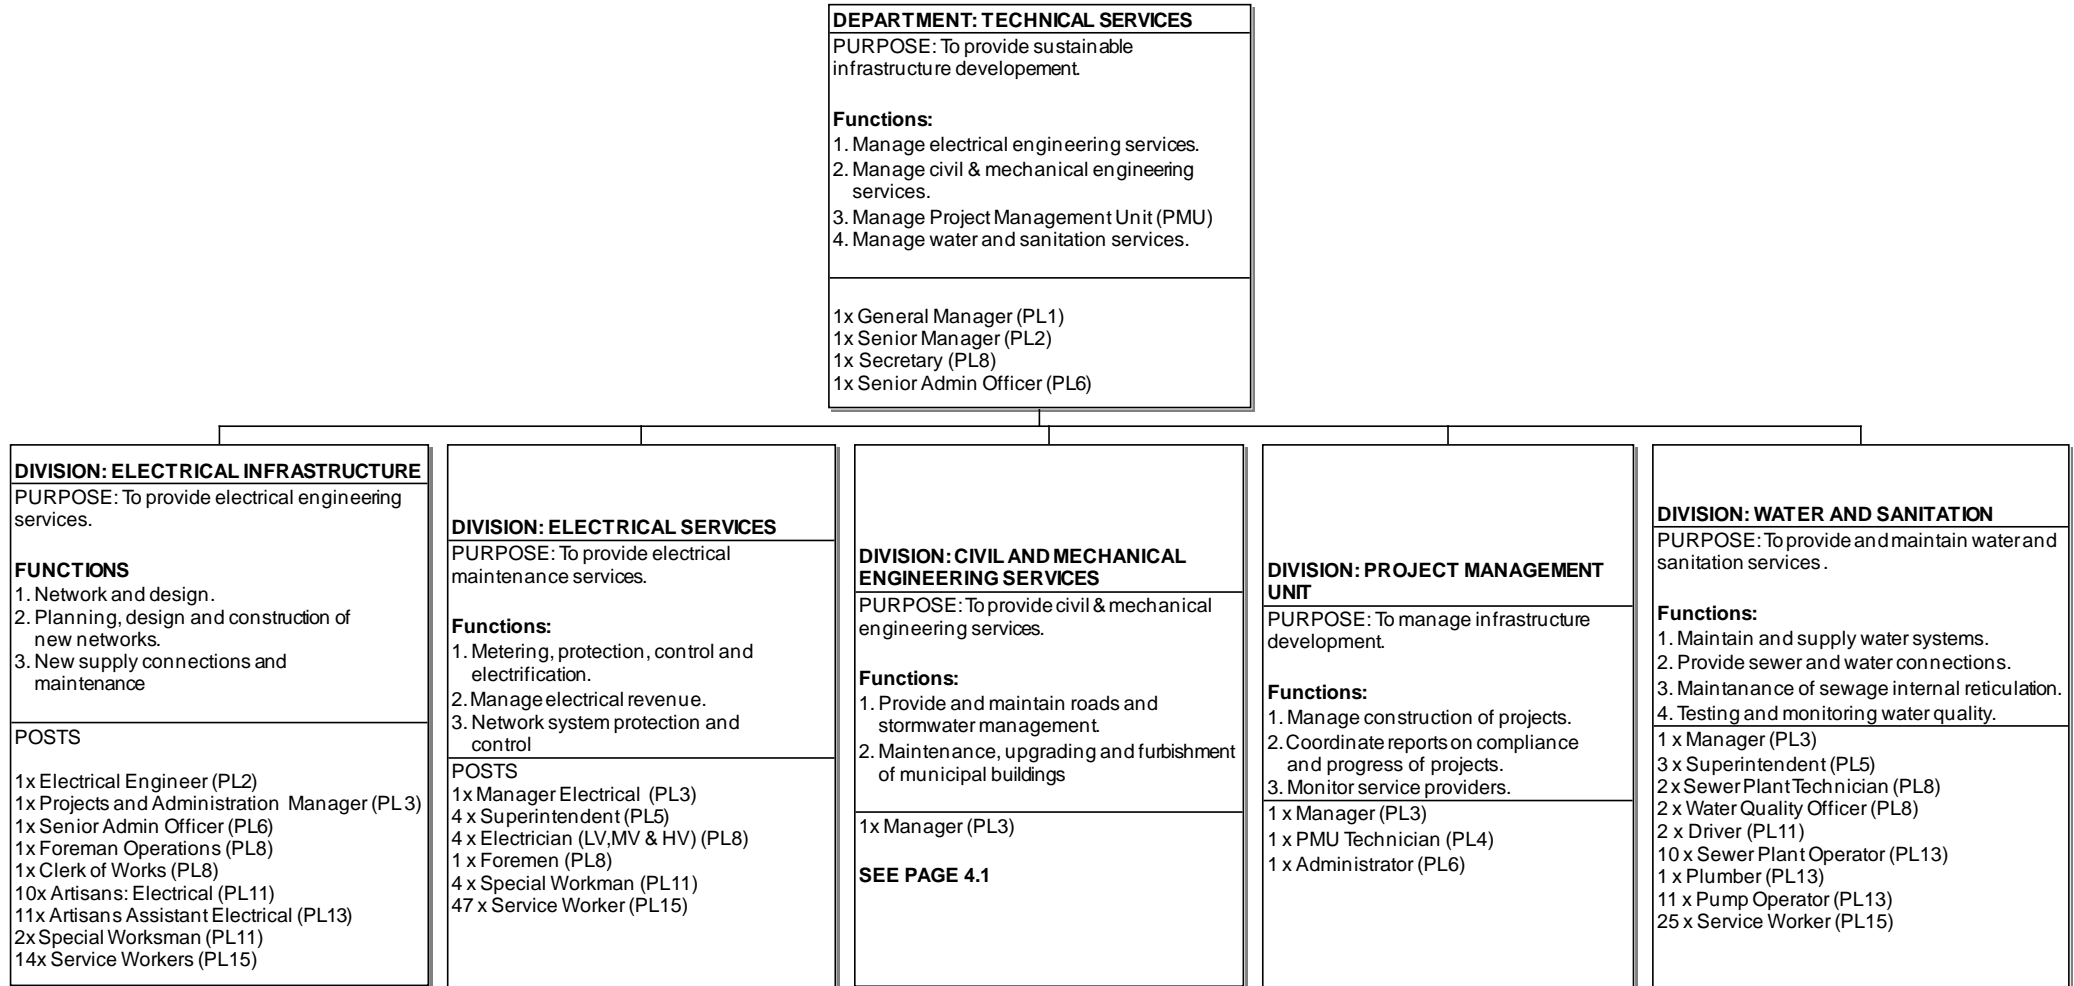 DEPARTMENT: TECHNICAL SERVICES
PURPOSE: To provide sustainable
infrastructure developement.
Functions:
1. Manage electrical engineering services.
2. Manage civil & mechanical engineering
services.
3. Manage Project Management Unit (PMU)
4. Manage water and sanitation services.
1x General Manager (PL1)
1x Senior Manager (PL2)
1x Secretary (PL8)
1x Senior Admin Officer (PL6)
DIVISION: ELECTRICAL INFRASTRUCTURE
PURPOSE: To provide electrical engineering
services.
FUNCTIONS
1. Network and design.
2. Planning, design and construction of
new networks.
3. New supply connections and
maintenance
POSTS
1x Electrical Engineer (PL2)
1x Projects and Administration Manager (PL3)
1x Senior Admin Officer (PL6)
1x Foreman Operations (PL8)
1x Clerk of Works (PL8)
10x Artisans: Electrical (PL11)
11x Artisans Assistant Electrical (PL13)
2x Special Worksman (PL11)
14x Service Workers (PL15)
DIVISION: ELECTRICAL SERVICES
PURPOSE: To provide electrical
maintenance services.
Functions:
1. Metering, protection, control and
electrification.
2. Manage electrical revenue.
3. Network system protection and
control
POSTS
1x Manager Electrical (PL3)
4 x Superintendent (PL5)
4 x Electrician (LV,MV & HV) (PL8)
1 x Foremen (PL8)
4 x Special Workman (PL11)
47 x Service Worker (PL15)
DIVISION: CIVIL AND MECHANICAL
ENGINEERING SERVICES
PURPOSE: To provide civil & mechanical
engineering services.
Functions:
1. Provide and maintain roads and
stormwater management.
2. Maintenance, upgrading and furbishment
of municipal buildings
1x Manager (PL3)
SEE PAGE 4.1
DIVISION: PROJECT MANAGEMENT
UNIT
PURPOSE: To manage infrastructure
development.
Functions:
1. Manage construction of projects.
2. Coordinate reports on compliance
and progress of projects.
3. Monitor service providers.
1 x Manager (PL3)
1 x PMU Technician (PL4)
1 x Administrator (PL6)
DIVISION: WATER AND SANITATION
PURPOSE: To provide and maintain water and
sanitation services.
Functions:
1. Maintain and supply water systems.
2. Provide sewer and water connections.
3. Maintanance of sewage internal reticulation.
4. Testing and monitoring water quality.
1 x Manager (PL3)
3 x Superintendent (PL5)
2 x Sewer Plant Technician (PL8)
2 x Water Quality Officer (PL8)
2 x Driver (PL11)
10 x Sewer Plant Operator (PL13)
1 x Plumber (PL13)
11 x Pump Operator (PL13)
25 x Service Worker (PL15)